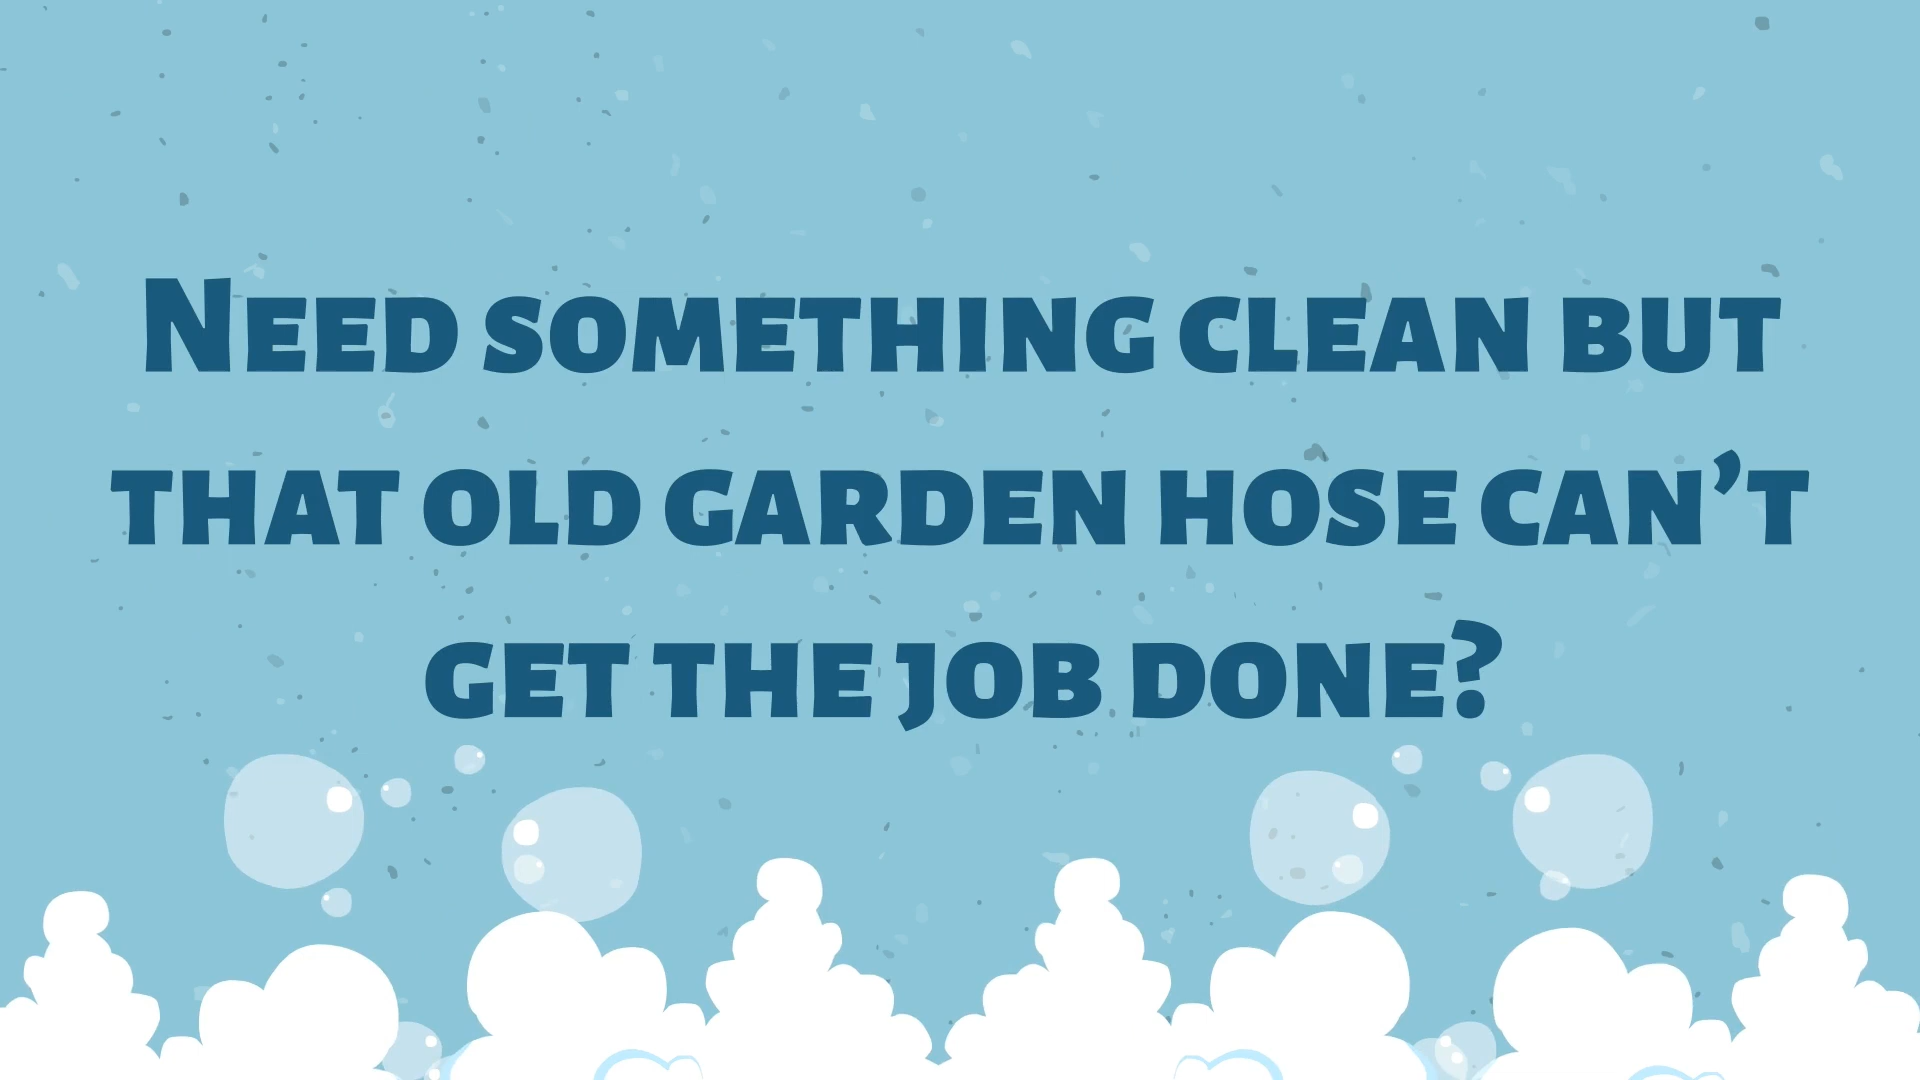 Need something clean but
that old garden hose can’t
get the job done?